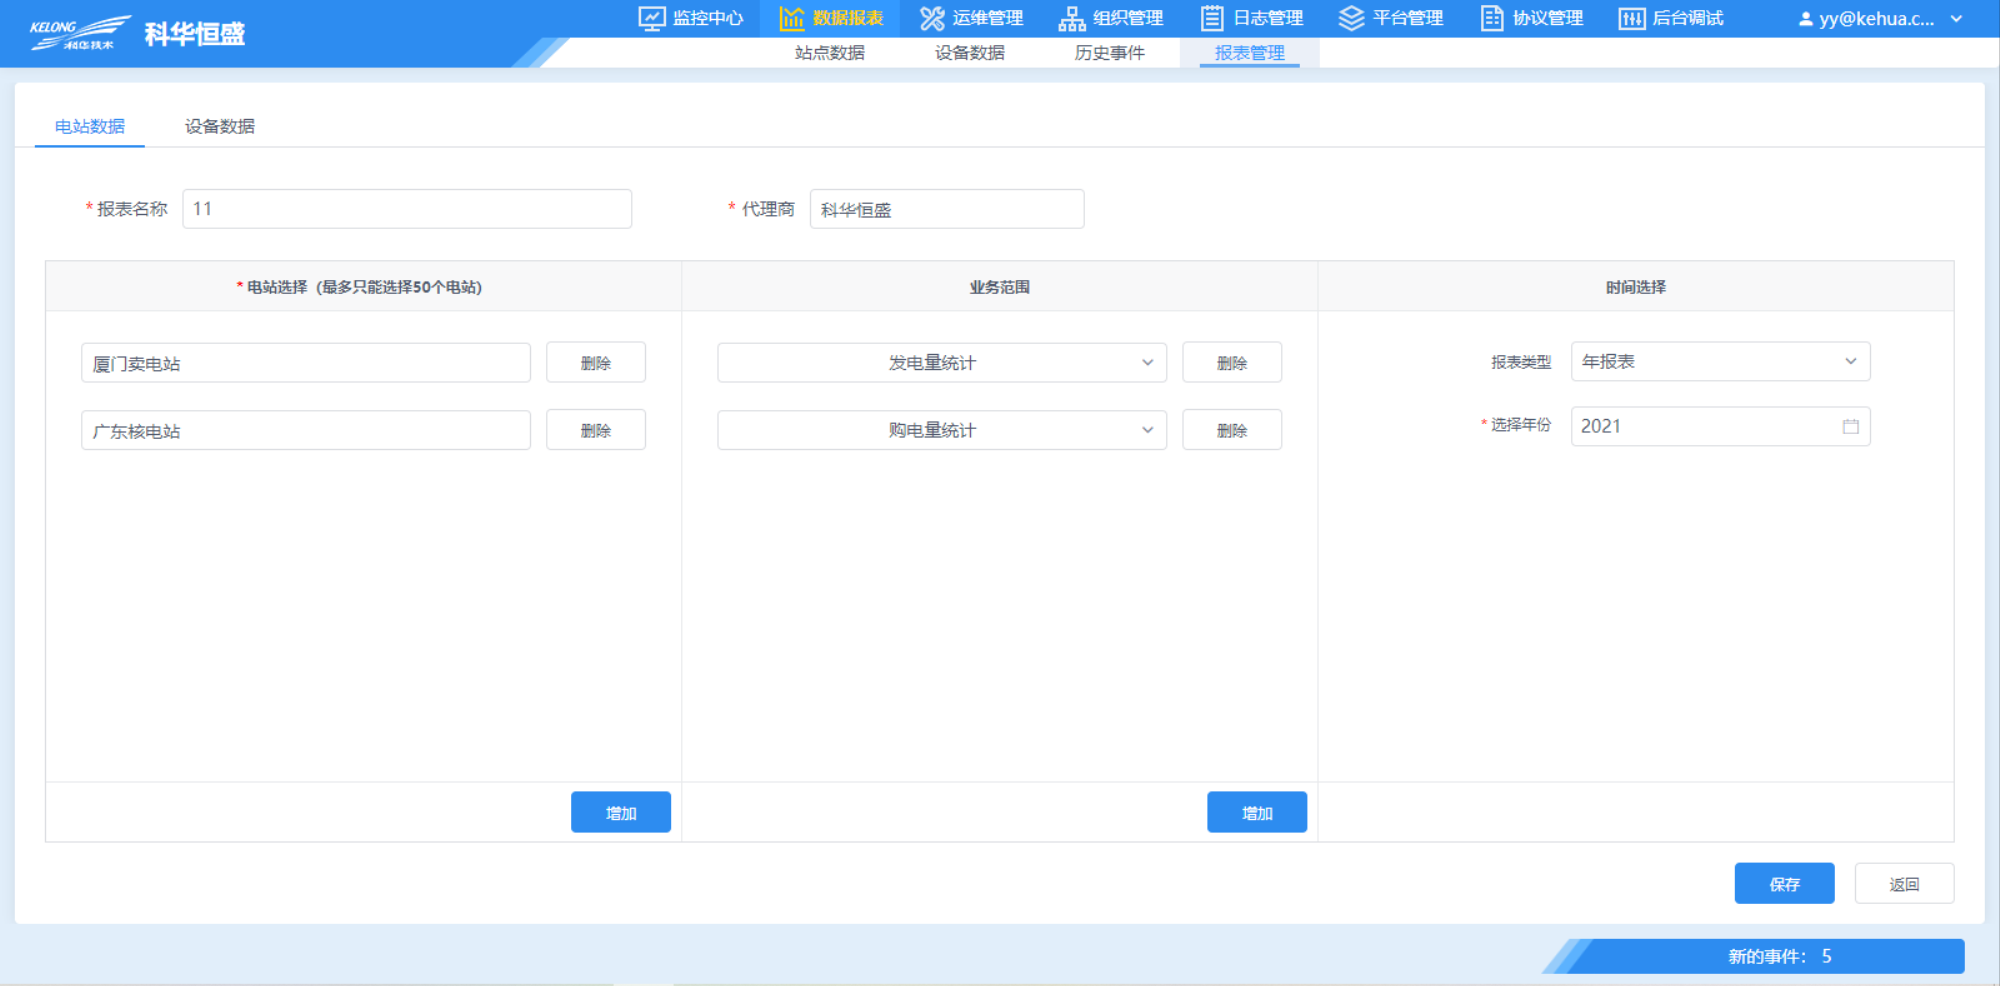 KELONG 科华技术 科华恒盛 监控中心 数据报表 运维管理 组织管理 日志管理 平台管理 协议管理 后台调试 yy@kehua.c...
站点数据 设备数据 历史事件 报表管理
电站数据 设备数据
* 报表名称 11 * 代理商 科华恒盛
* 电站选择（最多只能选择50个电站） 业务范围 时间选择
厦门卖电站 删除 发电量统计 删除 报表类型 年报表
广东核电站 删除 购电量统计 删除 * 选择年份 2021
增加 增加
保存 返回
新的事件： 5